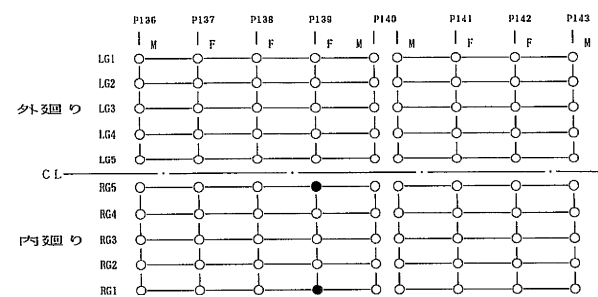 P136 P137 P138 P139 P140 P141 P142 P143
M F F F M M F F M
LG1
LG2
外廻り LG3
LG4
LG5
CL
RG5
RG4
内廻り RG3
RG2
RG1